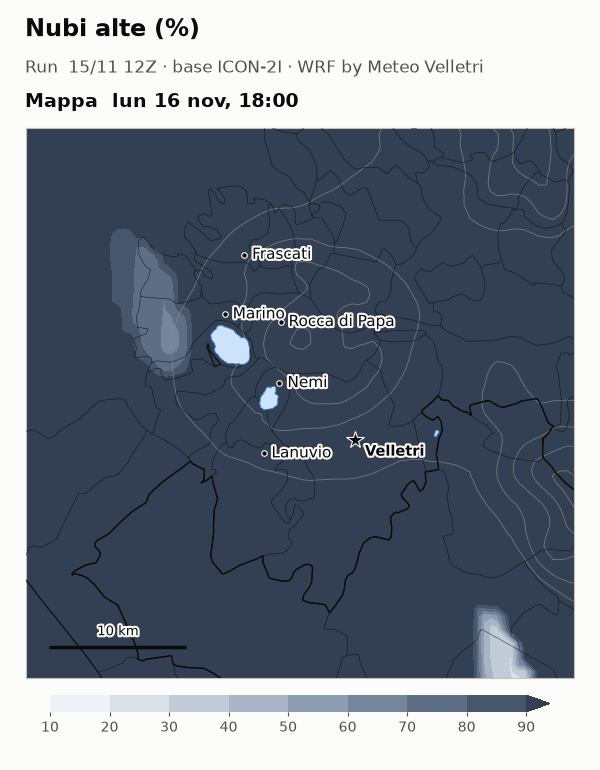 Nubi alte (%)
Run  15/11 12Z · base ICON-2I · WRF by Meteo Velletri
Mappa  lun 16 nov, 18:00
Frascati
Marino
Rocca di Papa
Nemi
Velletri
Lanuvio
10 km
10 20 30 40 50 60 70 80 90